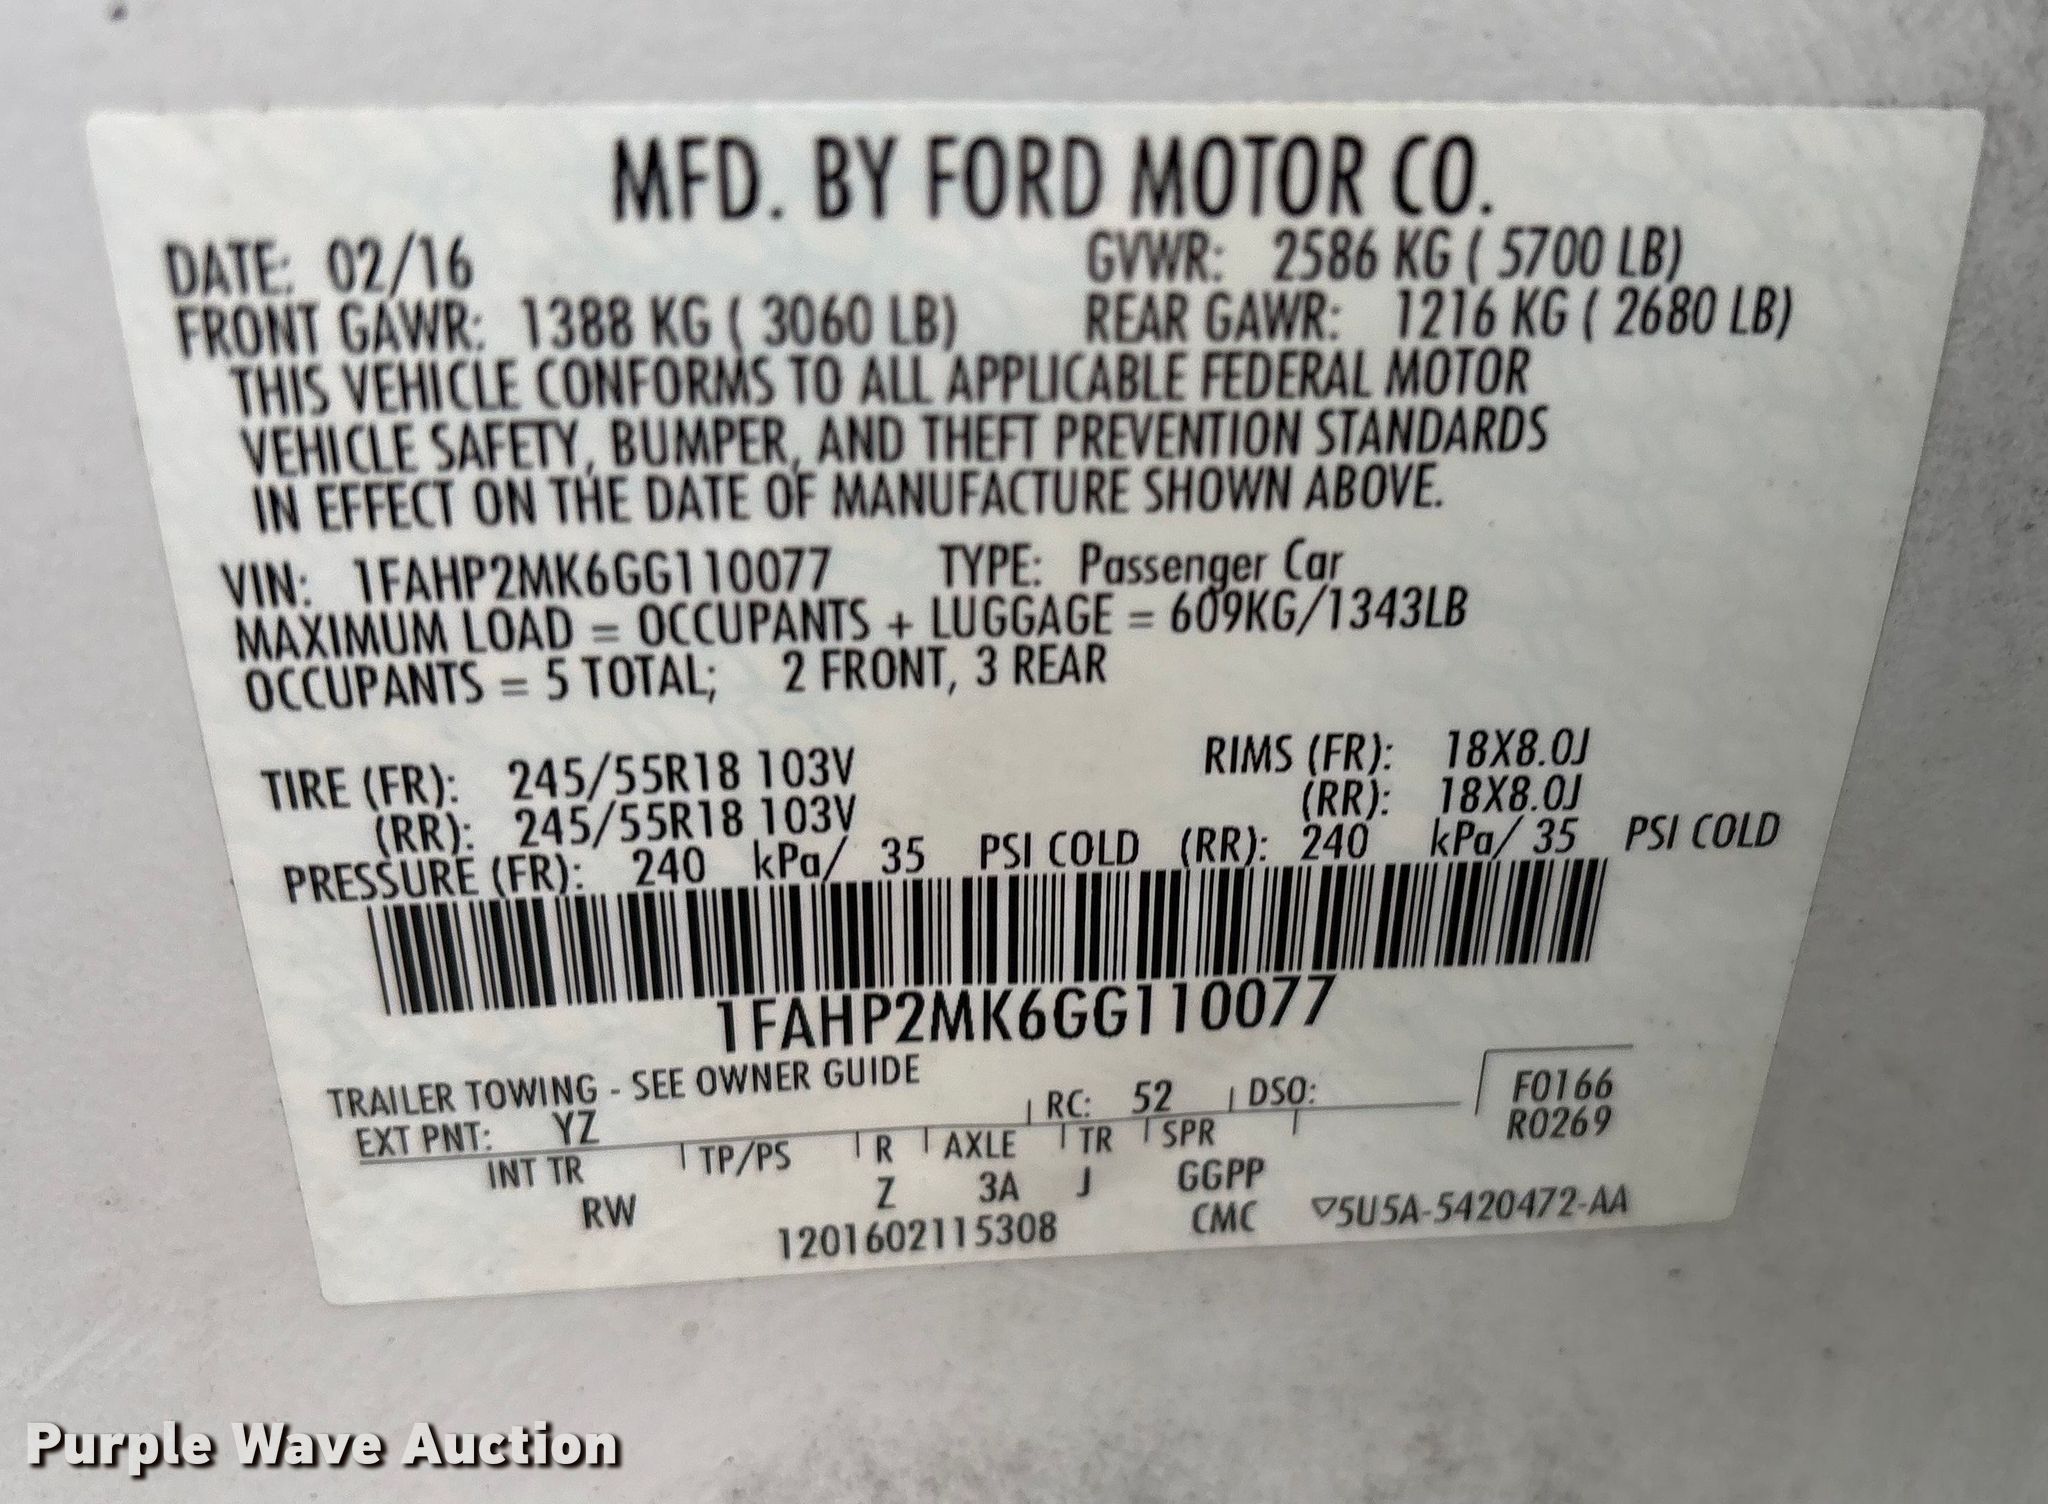 MFD. BY FORD MOTOR CO.
DATE: 02/16 GVWR: 2586 KG ( 5700 LB)
FRONT GAWR: 1388 KG ( 3060 LB) REAR GAWR: 1216 KG ( 2680 LB)
THIS VEHICLE CONFORMS TO ALL APPLICABLE FEDERAL MOTOR
VEHICLE SAFETY, BUMPER, AND THEFT PREVENTION STANDARDS
IN EFFECT ON THE DATE OF MANUFACTURE SHOWN ABOVE.
VIN: 1FAHP2MK6GG110077 TYPE: Passenger Car
MAXIMUM LOAD = OCCUPANTS + LUGGAGE = 609KG/1343LB
OCCUPANTS = 5 TOTAL; 2 FRONT, 3 REAR
TIRE (FR): 245/55R18 103V RIMS (FR): 18X8.0J
(RR): 245/55R18 103V (RR): 18X8.0J
PRESSURE (FR): 240 kPa/ 35 PSI COLD (RR): 240 kPa/ 35 PSI COLD
1FAHP2MK6GG110077
TRAILER TOWING - SEE OWNER GUIDE
EXT PNT: YZ RC: 52 DSO: F0166
R0269
INT TR TP/PS R AXLE TR SPR
RW Z 3A J GGPP
1201602115308 CMC ▽5U5A-5420472-AA
Purple Wave Auction